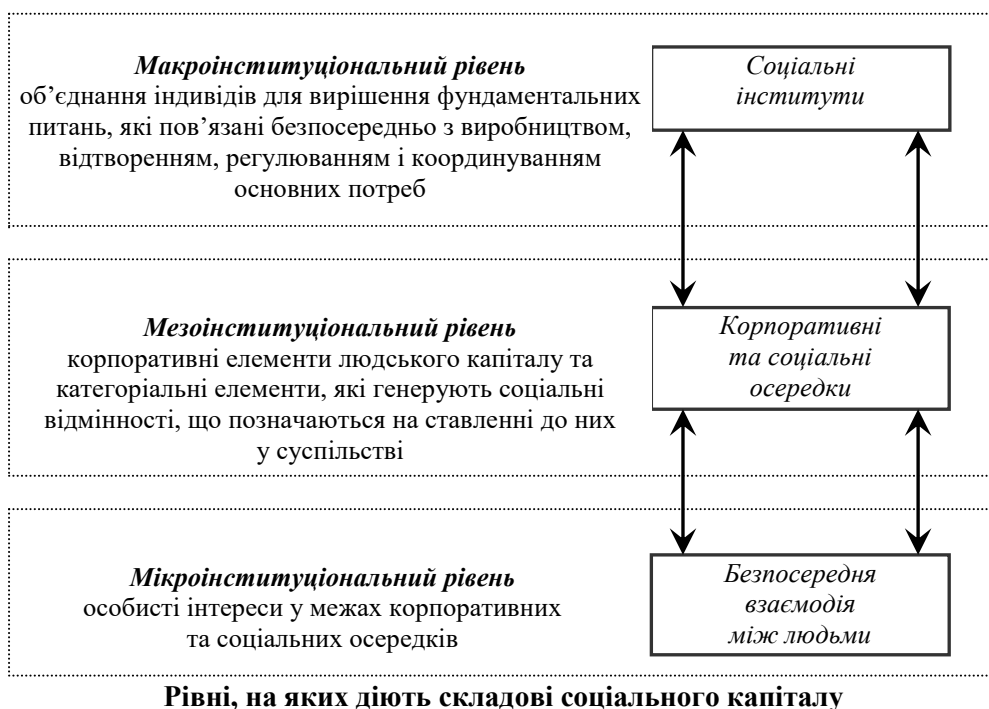 Макроінституціональний рівень
об’єднання індивідів для вирішення фундаментальних
питань, які пов’язані безпосередньо з виробництвом,
відтворенням, регулюванням і координуванням
основних потреб
Соціальні
інститути
Мезоінституціональний рівень
корпоративні елементи людського капіталу та
категоріальні елементи, які генерують соціальні
відмінності, що позначаються на ставленні до них
у суспільстві
Корпоративні
та соціальні
осередки
Мікроінституціональний рівень
особисті інтереси у межах корпоративних
та соціальних осередків
Безпосередня
взаємодія
між людьми
Рівні, на яких діють складові соціального капіталу